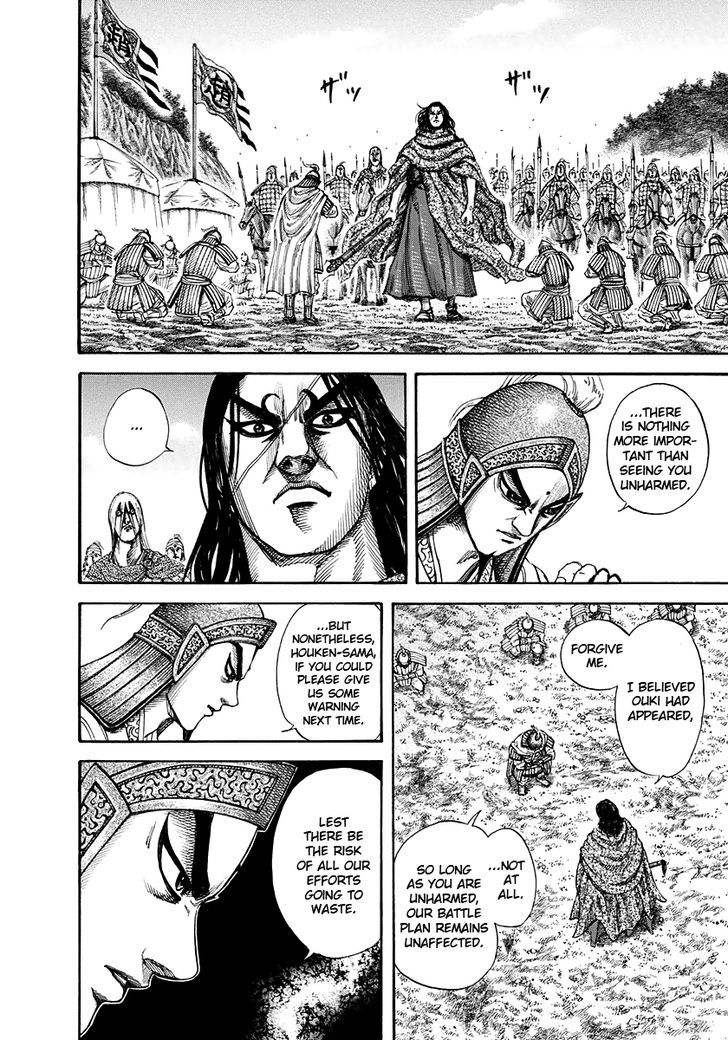 趙
趙
ザッ
ザッ
...THERE
IS NOTHING
MORE IMPOR-
TANT THAN
SEEING YOU
UNHARMED.
...
FORGIVE
ME.
I BELIEVED
OUKI HAD
APPEARED,
...NOT
AT ALL.
SO LONG
AS YOU ARE
UNHARMED,
OUR BATTLE
PLAN REMAINS
UNAFFECTED.
...BUT
NONETHELESS,
HOUKEN-SAMA,
IF YOU COULD
PLEASE GIVE
US SOME
WARNING
NEXT TIME.
LEST
THERE BE
THE RISK
OF ALL OUR
EFFORTS
GOING TO
WASTE.